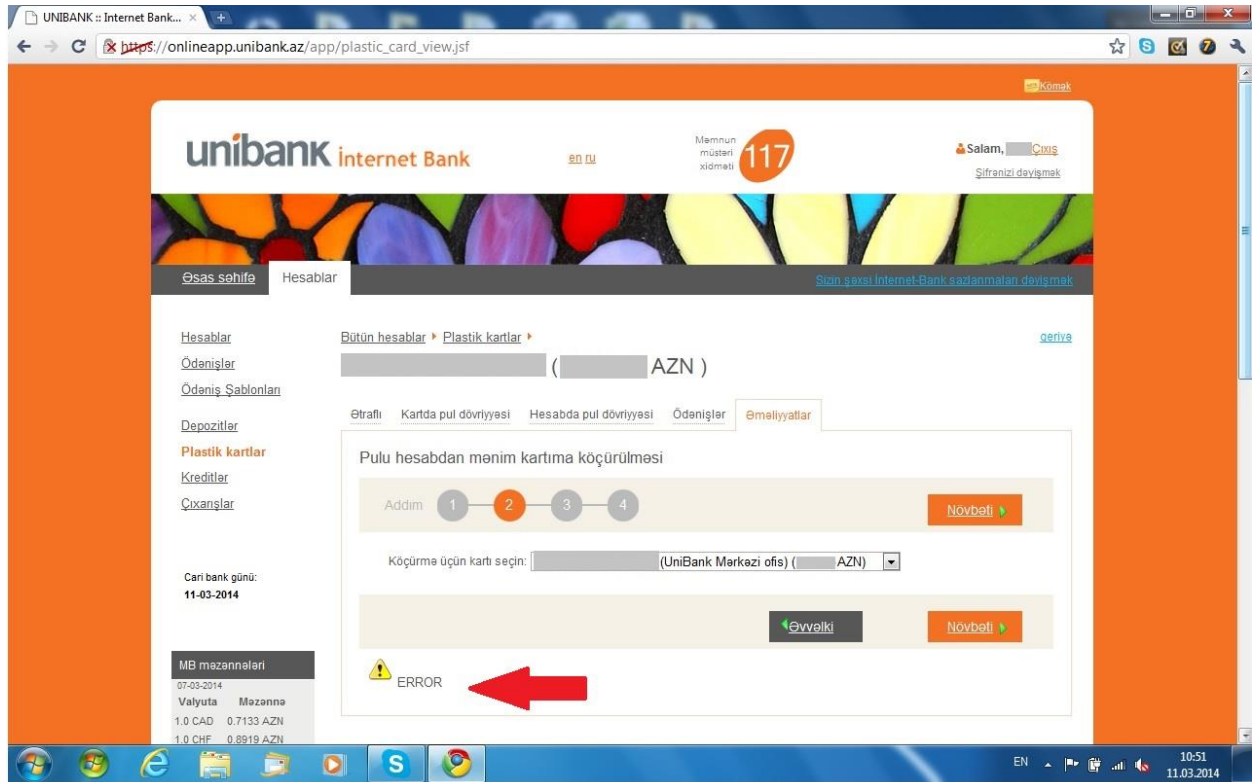 UNIBANK :: Internet Bank...
https://onlineapp.unibank.az/app/plastic_card_view.jsf
Kömək
unibank internet Bank
en ru
Məmnun müştəri xidməti 117
Salam, Çıxış
Şifrənizi dəyişmək
Əsas səhifə
Hesablar
Sizin şəxsi İnternet-Bank sazlanmaları dəyişmək
Hesablar
Ödənişlər
Ödəniş Şablonları
Depozitlər
Plastik kartlar
Kreditlər
Çıxarışlar
Cari bank günü:
11-03-2014
MB məzənnələri
07-03-2014
Valyuta Məzənnə
1.0 CAD 0.7133 AZN
1.0 CHF 0.8919 AZN
Bütün hesablar Plastik kartlar
geriyə
( AZN )
Ətraflı Kartda pul dövriyyəsi Hesabda pul dövriyyəsi Ödənişlər Əməliyyatlar
Pulu hesabdan mənim kartıma köçürülməsi
Addım 1 2 3 4
Növbəti
Köçürmə üçün kartı seçin: (UniBank Mərkəzi ofis) ( AZN)
Əvvəlki
Növbəti
ERROR
EN
10:51
11.03.2014